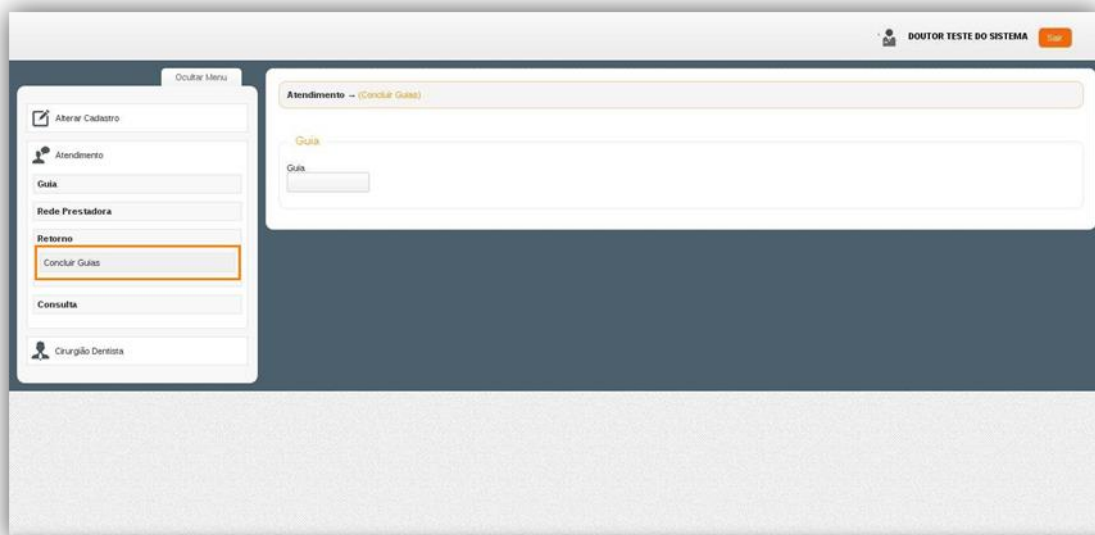 DOUTOR TESTE DO SISTEMA
Sair
Ocultar Menu
Alterar Cadastro
Atendimento
Guia
Rede Prestadora
Retorno
Concluir Guias
Consulta
Cirurgião Dentista
Atendimento → (Concluir Guias)
Guia
Guia